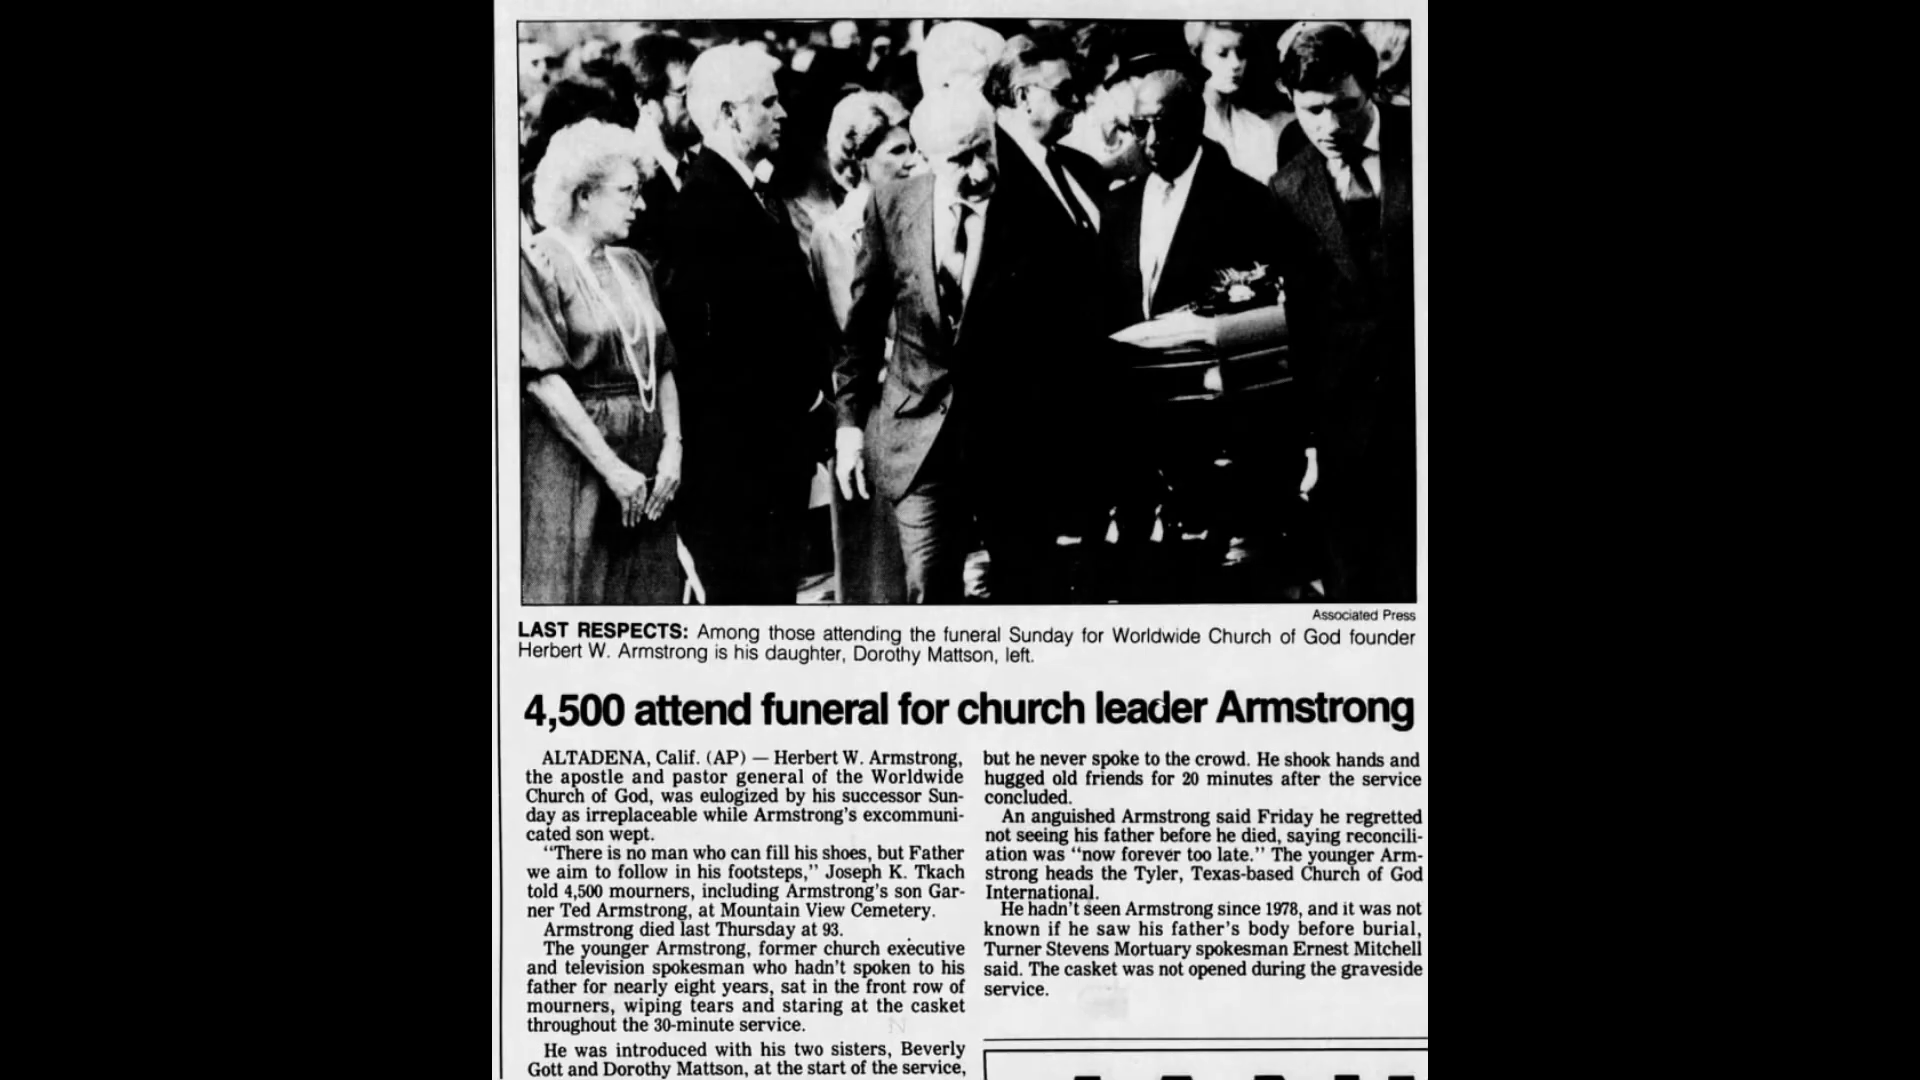 Associated Press
LAST RESPECTS: Among those attending the funeral Sunday for Worldwide Church of God founder
Herbert W. Armstrong is his daughter, Dorothy Mattson, left.
4,500 attend funeral for church leader Armstrong
ALTADENA, Calif. (AP) — Herbert W. Armstrong,
the apostle and pastor general of the Worldwide
Church of God, was eulogized by his successor Sun-
day as irreplaceable while Armstrong's excommuni-
cated son wept.
"There is no man who can fill his shoes, but Father
we aim to follow in his footsteps," Joseph K. Tkach
told 4,500 mourners, including Armstrong's son Gar-
ner Ted Armstrong, at Mountain View Cemetery.
Armstrong died last Thursday at 93.
The younger Armstrong, former church executive
and television spokesman who hadn't spoken to his
father for nearly eight years, sat in the front row of
mourners, wiping tears and staring at the casket
throughout the 30-minute service.
He was introduced with his two sisters, Beverly
Gott and Dorothy Mattson, at the start of the service,
but he never spoke to the crowd. He shook hands and
hugged old friends for 20 minutes after the service
concluded.
An anguished Armstrong said Friday he regretted
not seeing his father before he died, saying reconcili-
ation was "now forever too late." The younger Arm-
strong heads the Tyler, Texas-based Church of God
International.
He hadn't seen Armstrong since 1978, and it was not
known if he saw his father's body before burial,
Turner Stevens Mortuary spokesman Ernest Mitchell
said. The casket was not opened during the graveside
service.